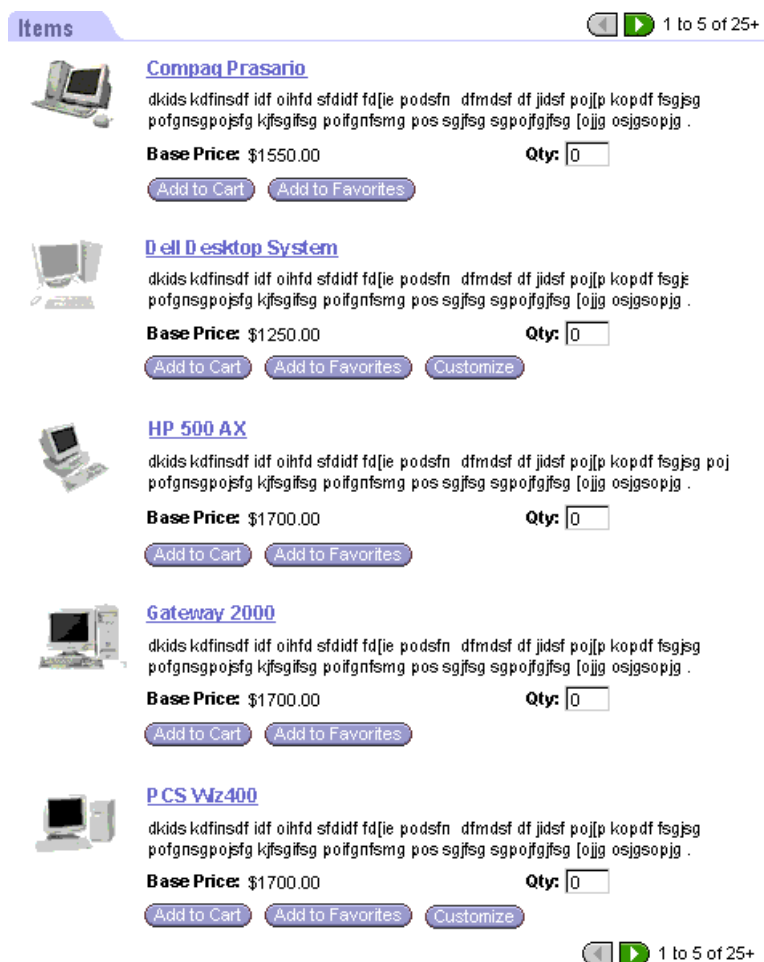 Items
1 to 5 of 25+
Compaq Prasario
dkids kdfinsdf idf oihfd sfdidf fd[ie podsfn dfmdsf df jidsf poj[p kopdf fsgjsg
pofgnsgpojsfg kjfsgifsg poifgnfsmg pos sgjfsg sgpojfgjfsg [ojjg osjgsopjg .
Base Price: $1550.00 Qty: 0
Add to Cart Add to Favorites
Dell Desktop System
dkids kdfinsdf idf oihfd sfdidf fd[ie podsfn dfmdsf df jidsf poj[p kopdf fsgjs
pofgnsgpojsfg kjfsgifsg poifgnfsmg pos sgjfsg sgpojfgjfsg [ojjg osjgsopjg .
Base Price: $1250.00 Qty: 0
Add to Cart Add to Favorites Customize
HP 500 AX
dkids kdfinsdf idf oihfd sfdidf fd[ie podsfn dfmdsf df jidsf poj[p kopdf fsgjsg poj
pofgnsgpojsfg kjfsgifsg poifgnfsmg pos sgjfsg sgpojfgjfsg [ojjg osjgsopjg .
Base Price: $1700.00 Qty: 0
Add to Cart Add to Favorites
Gateway 2000
dkids kdfinsdf idf oihfd sfdidf fd[ie podsfn dfmdsf df jidsf poj[p kopdf fsgjsg
pofgnsgpojsfg kjfsgifsg poifgnfsmg pos sgjfsg sgpojfgjfsg [ojjg osjgsopjg .
Base Price: $1700.00 Qty: 0
Add to Cart Add to Favorites
PCS Wiz400
dkids kdfinsdf idf oihfd sfdidf fd[ie podsfn dfmdsf df jidsf poj[p kopdf fsgjsg
pofgnsgpojsfg kjfsgifsg poifgnfsmg pos sgjfsg sgpojfgjfsg [ojjg osjgsopjg .
Base Price: $1700.00 Qty: 0
Add to Cart Add to Favorites Customize
1 to 5 of 25+